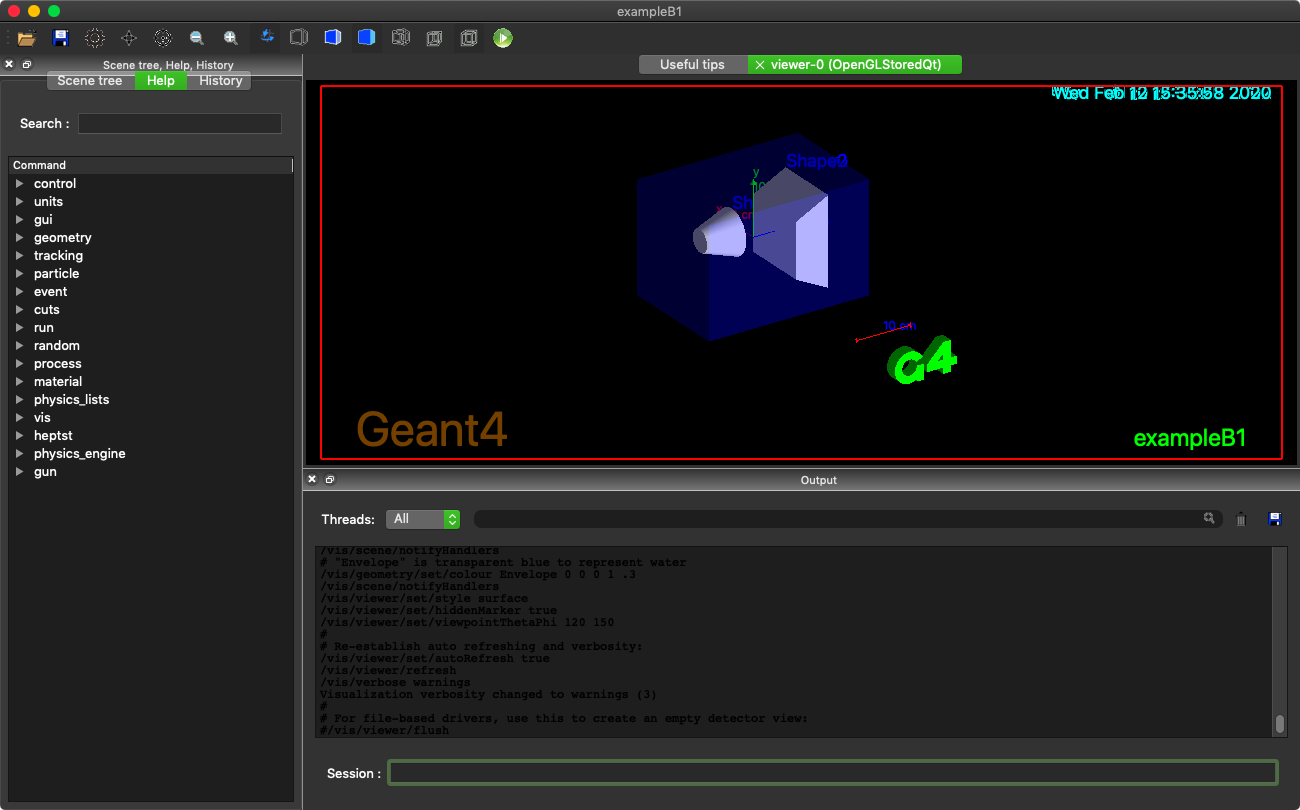 exampleB1
Scene tree, Help, History
Scene tree
Help
History
Search :
Command
control
units
gui
geometry
tracking
particle
event
cuts
run
random
process
material
physics_lists
vis
heptst
physics_engine
gun
Useful tips
viewer-0 (OpenGLStoredQt)
Wed Feb 12 15:35:58 2020
Shape2
y
10
Sh
x
cm
10
G4
Geant4
exampleB1
Output
Threads:
All
/vis/scene/notifyHandlers
# "Envelope" is transparent blue to represent water
/vis/geometry/set/colour Envelope 0 0 0 1 .3
/vis/scene/notifyHandlers
/vis/viewer/set/style surface
/vis/viewer/set/hiddenMarker true
/vis/viewer/set/viewpointThetaPhi 120 150
#
# Re-establish auto refreshing and verbosity:
/vis/viewer/set/autoRefresh true
/vis/viewer/refresh
/vis/verbose warnings
Visualization verbosity changed to warnings (3)
#
# For file-based drivers, use this to create an empty detector view:
#/vis/viewer/flush
Session :